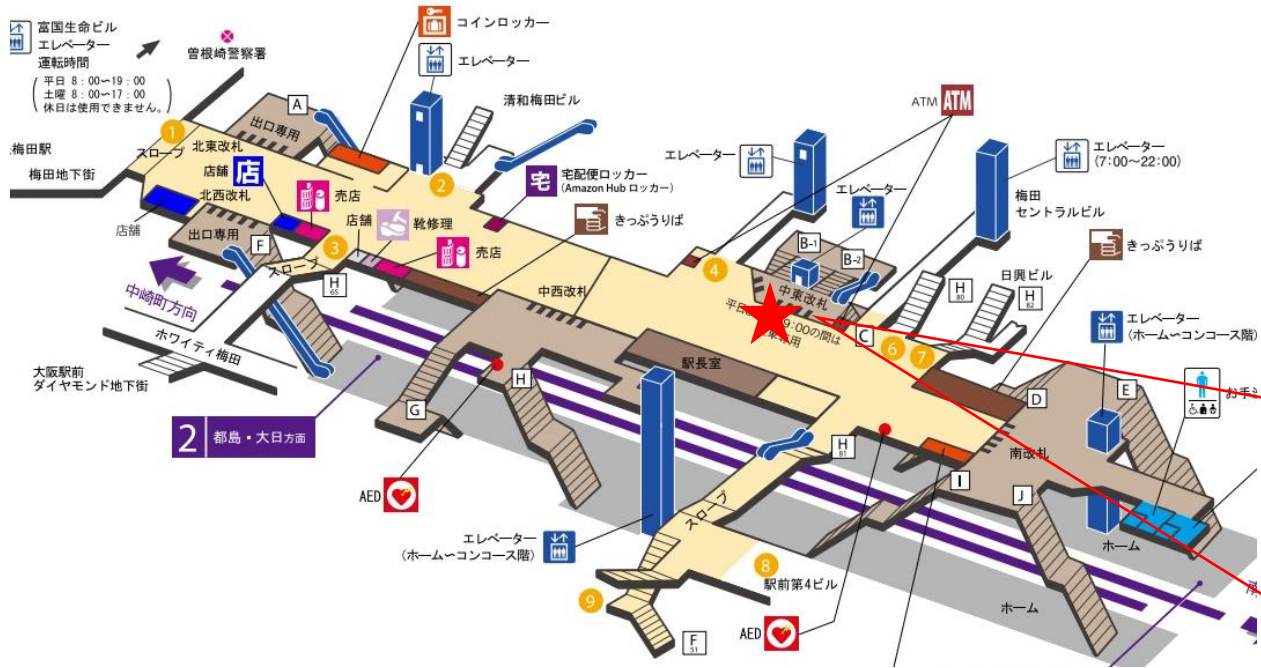 富国生命ビル
エレベーター
運転時間
平日 8:00〜19:00
土曜 8:00〜17:00
休日は使用できません。
曽根崎警察署
コインロッカー
エレベーター
清和梅田ビル
A
出口専用
1
スロープ
北東改札
梅田駅
梅田地下街
店舗
店
北西改札
売店
店舗
出口専用
F
2
宅
宅配便ロッカー
(Amazon Hub ロッカー)
店舗
靴修理
売店
きっぷうりば
3
スロープ
H
65
中崎町方向
ホワイティ梅田
大阪駅前
ダイヤモンド地下街
中西改札
ATM
ATM
エレベーター
エレベーター
エレベーター
(7:00〜22:00)
梅田
セントラルビル
きっぷうりば
B-1
B-2
4
中東改札
平日
9:00の間は
専用
C
6
7
H
80
日興ビル
H
82
エレベーター
(ホーム〜コンコース階)
駅長室
D
E
お手
G
H
2
都島・大日方面
AED
H
81
南改札
I
J
スロープ
エレベーター
(ホーム〜コンコース階)
ホーム
8
駅前第4ビル
9
F
51
AED
ホーム